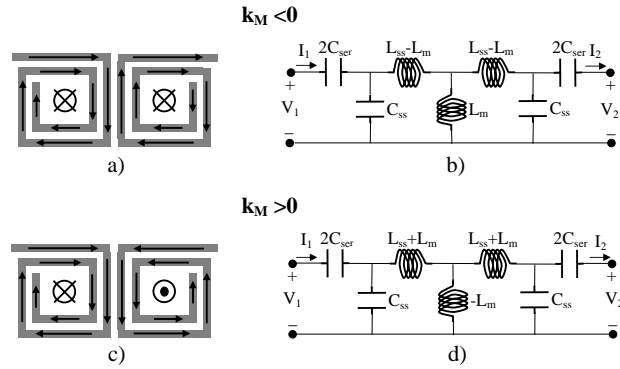 k_M <0
I_1 2C_ser L_ss-L_m L_ss-L_m 2C_ser I_2
+ +
V_1 C_ss L_m C_ss V_2
− −
a) b)
k_M >0
I_1 2C_ser L_ss+L_m L_ss+L_m 2C_ser I_2
+ +
V_1 C_ss -L_m C_ss V_2
− −
c) d)